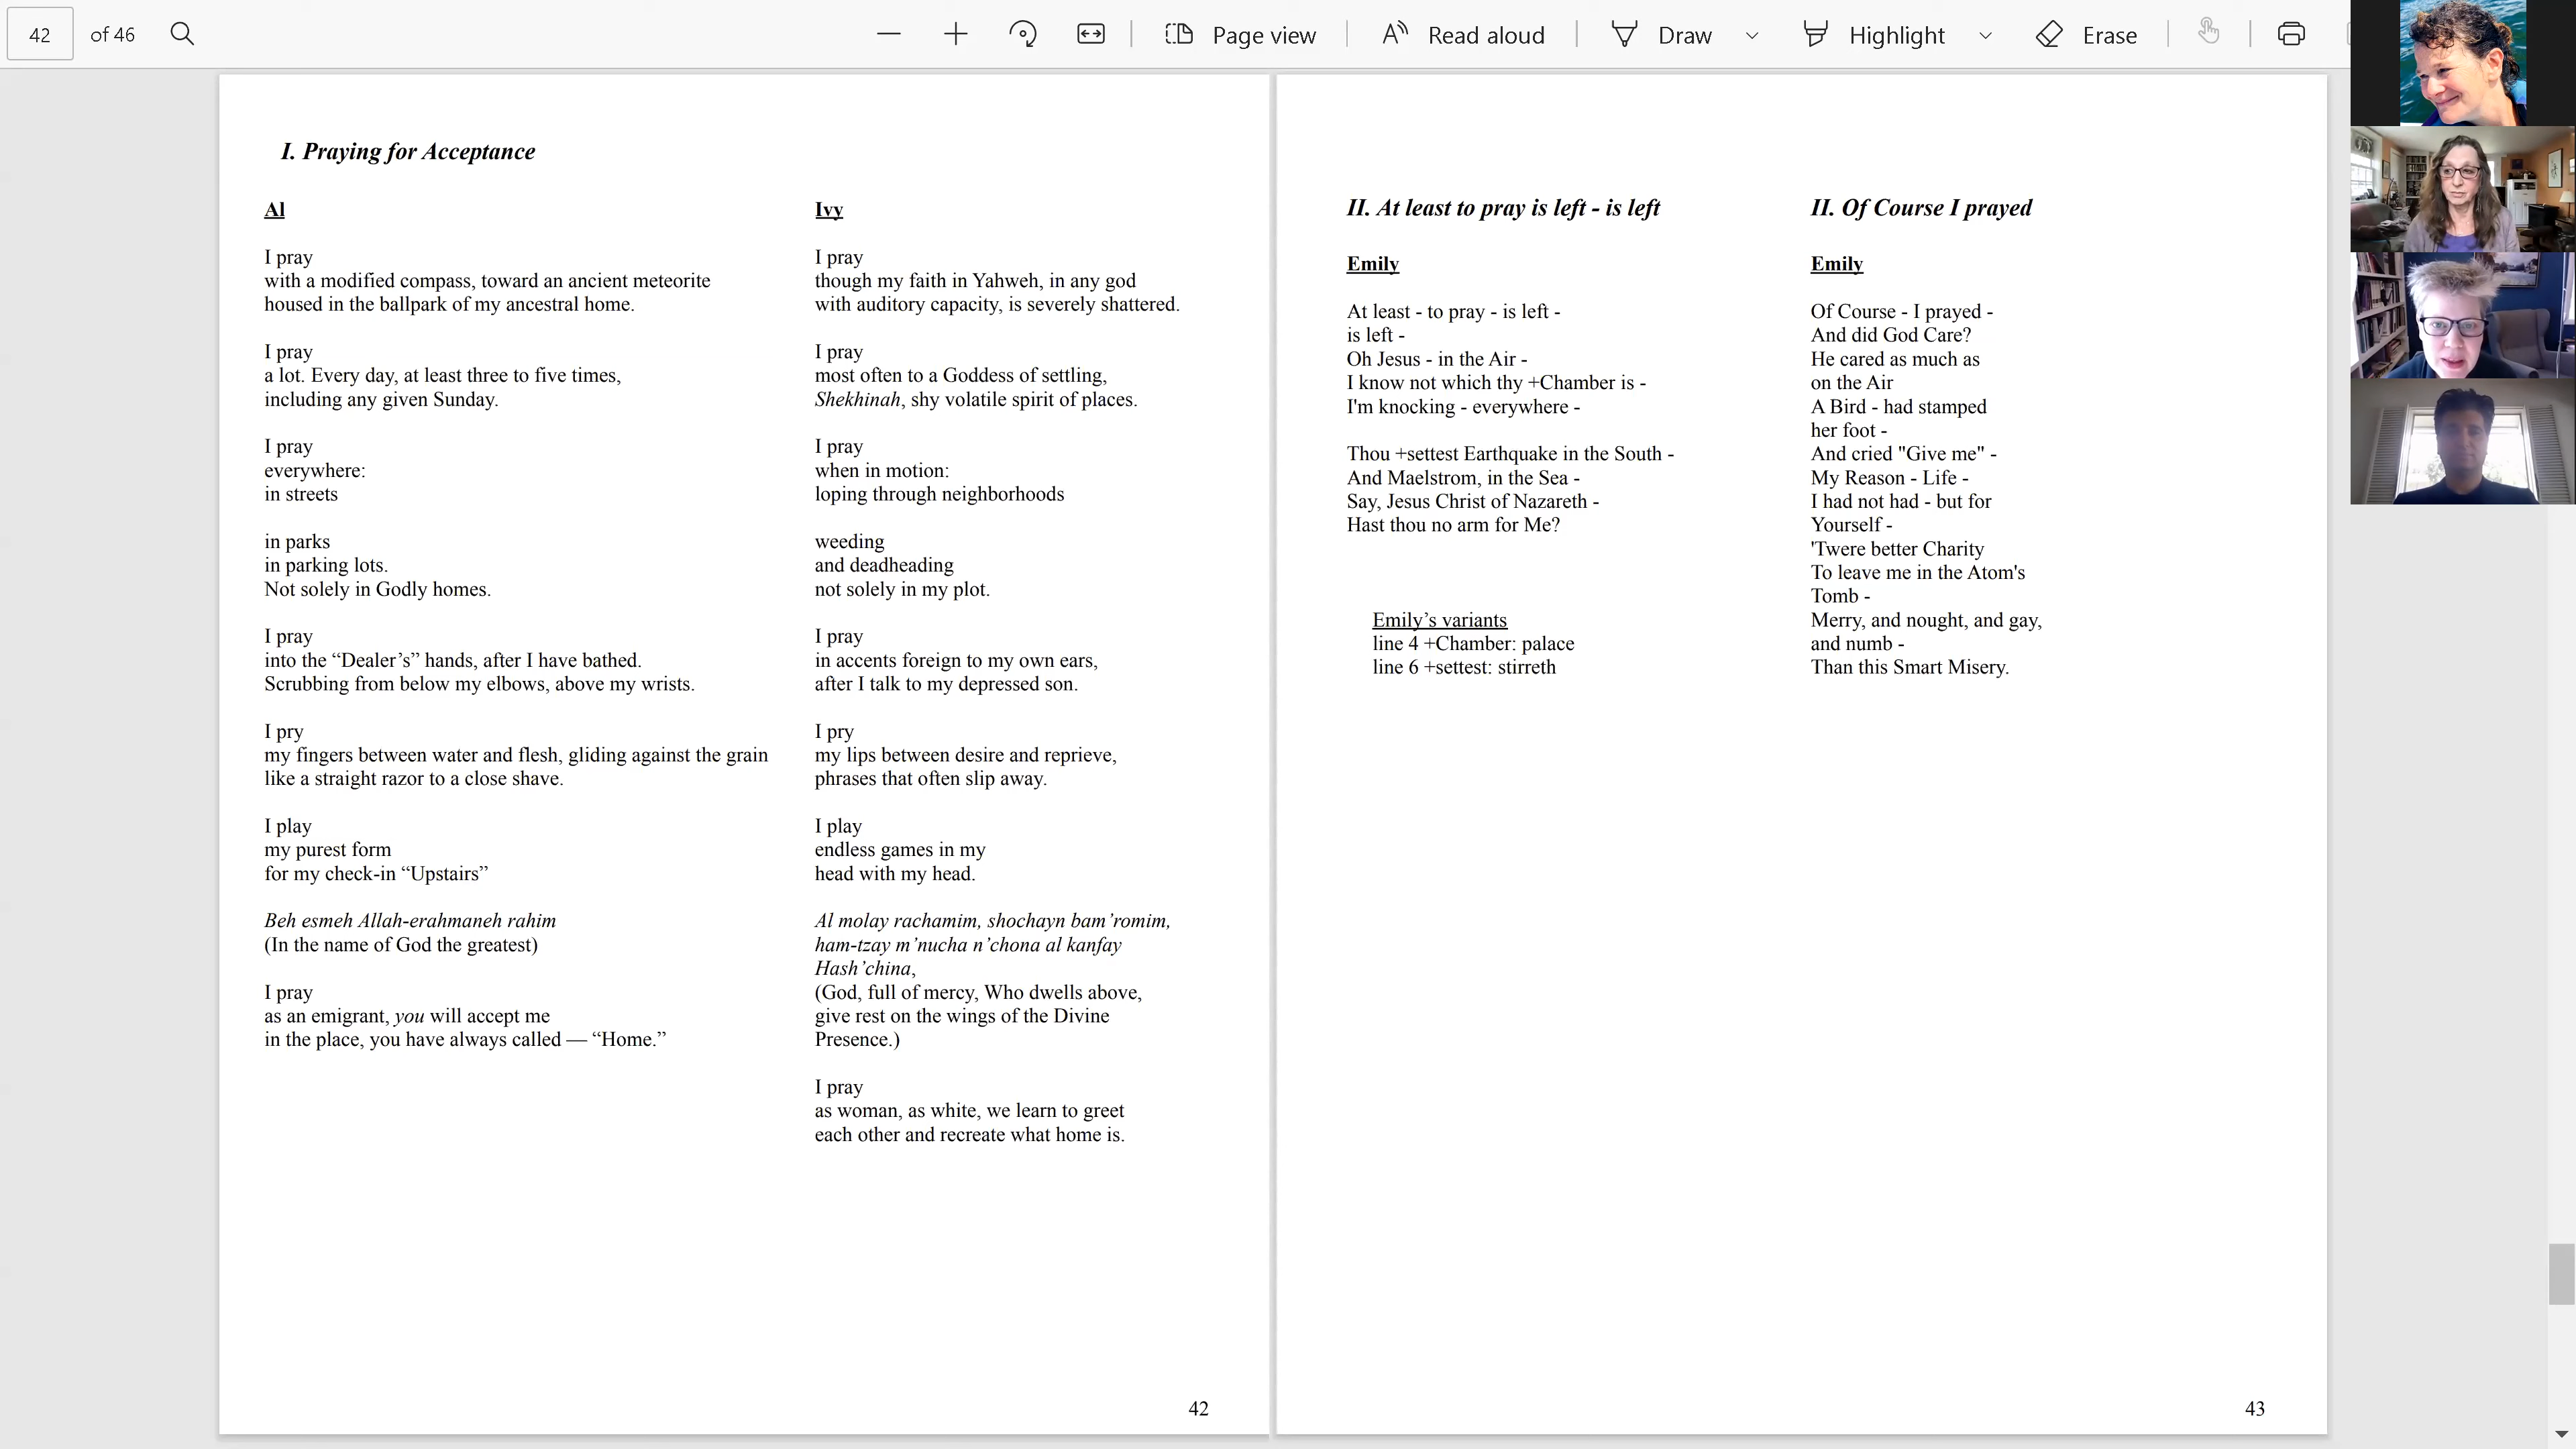 42 of 46 Page view Read aloud Draw Highlight Erase
I. Praying for Acceptance
Al
I pray
with a modified compass, toward an ancient meteorite
housed in the ballpark of my ancestral home.
I pray
a lot. Every day, at least three to five times,
including any given Sunday.
I pray
everywhere:
in streets
in parks
in parking lots.
Not solely in Godly homes.
I pray
into the “Dealer’s” hands, after I have bathed.
Scrubbing from below my elbows, above my wrists.
I pry
my fingers between water and flesh, gliding against the grain
like a straight razor to a close shave.
I play
my purest form
for my check-in “Upstairs”
Beh esmeh Allah-erahmaneh rahim
(In the name of God the greatest)
I pray
as an emigrant, you will accept me
in the place, you have always called — “Home.”
Ivy
I pray
though my faith in Yahweh, in any god
with auditory capacity, is severely shattered.
I pray
most often to a Goddess of settling,
Shekhinah, shy volatile spirit of places.
I pray
when in motion:
loping through neighborhoods
weeding
and deadheading
not solely in my plot.
I pray
in accents foreign to my own ears,
after I talk to my depressed son.
I pry
my lips between desire and reprieve,
phrases that often slip away.
I play
endless games in my
head with my head.
Al molay rachamim, shochayn bam’romim,
ham-tzay m’nucha n’chona al kanfay
Hash’china,
(God, full of mercy, Who dwells above,
give rest on the wings of the Divine
Presence.)
I pray
as woman, as white, we learn to greet
each other and recreate what home is.
42
II. At least to pray is left - is left
Emily
At least - to pray - is left -
is left -
Oh Jesus - in the Air -
I know not which thy +Chamber is -
I'm knocking - everywhere -
Thou +settest Earthquake in the South -
And Maelstrom, in the Sea -
Say, Jesus Christ of Nazareth -
Hast thou no arm for Me?
Emily’s variants
line 4 +Chamber: palace
line 6 +settest: stirreth
II. Of Course I prayed
Emily
Of Course - I prayed -
And did God Care?
He cared as much as
on the Air
A Bird - had stamped
her foot -
And cried "Give me" -
My Reason - Life -
I had not had - but for
Yourself -
'Twere better Charity
To leave me in the Atom's
Tomb -
Merry, and nought, and gay,
and numb -
Than this Smart Misery.
43